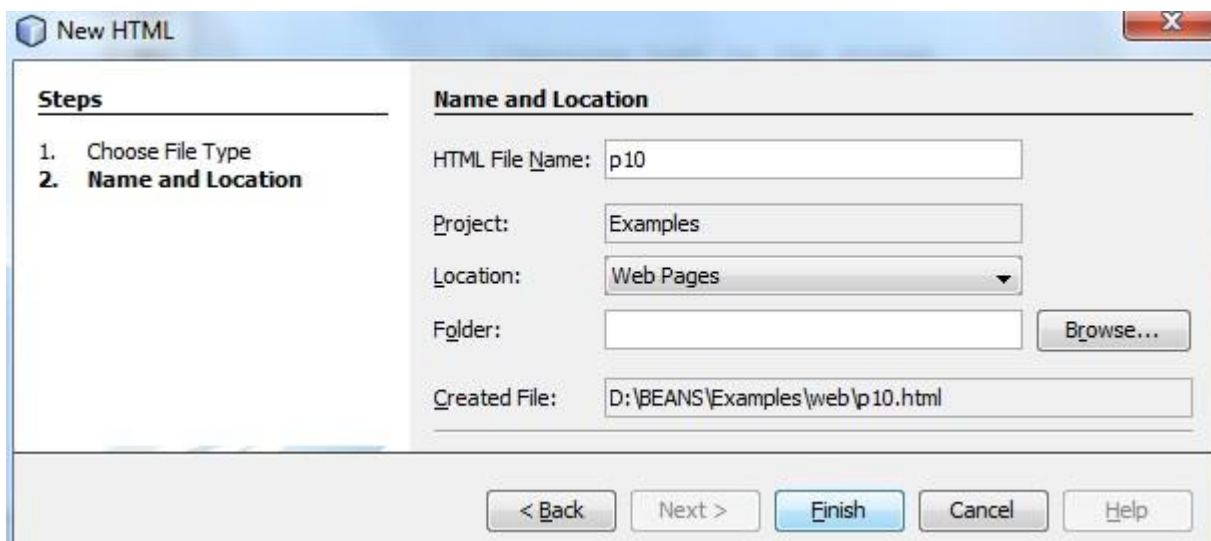 New HTML
Steps
1. Choose File Type
2. Name and Location
Name and Location
HTML File Name: p10
Project: Examples
Location: Web Pages
Folder: Browse...
Created File: D:\BEANS\Examples\web\p10.html
< Back Next > Finish Cancel Help